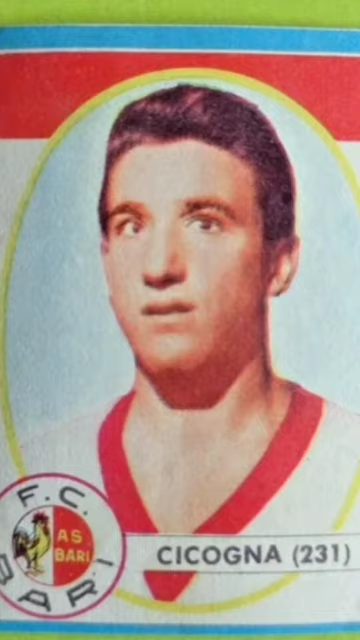 F.C.
AS.
BARI
BARI
CICOGNA (231)